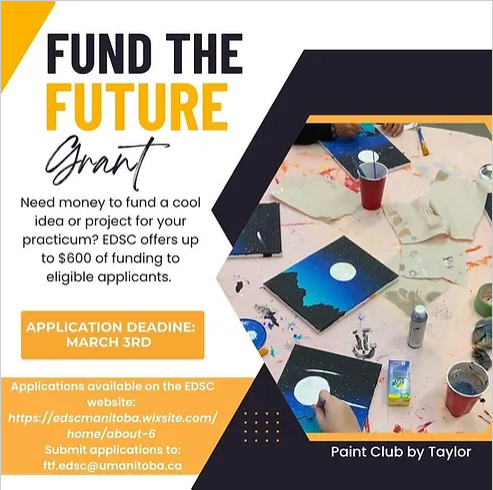 FUND THE
FUTURE
Grant
Need money to fund a cool
idea or project for your
practicum? EDSC offers up
to $600 of funding to
eligible applicants.
APPLICATION DEADINE:
MARCH 3RD
Applications available on the EDSC
website:
https://edscmanitoba.wixsite.com/
home/about-6
Submit applications to:
ftf.edsc@umanitoba.ca
Paint Club by Taylor